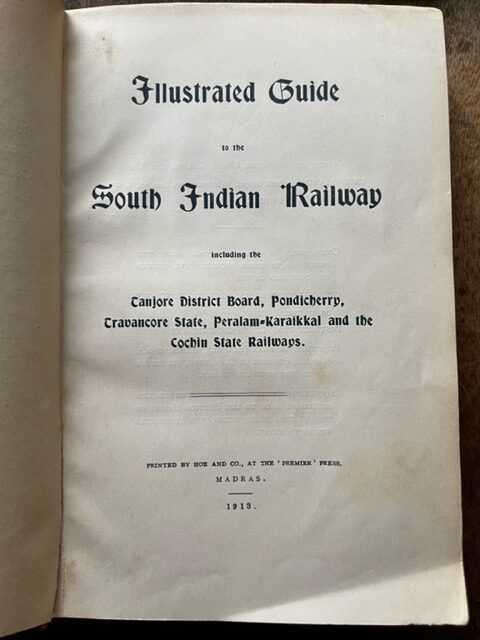 Illustrated Guide
to the
South Indian Railway
including the
Tanjore District Board, Pondicherry,
Travancore State, Peralam-Karaikkal and the
Cochin State Railways.
PRINTED BY HOE AND CO., AT THE 'PREMIER' PRESS,
MADRAS.
1913.